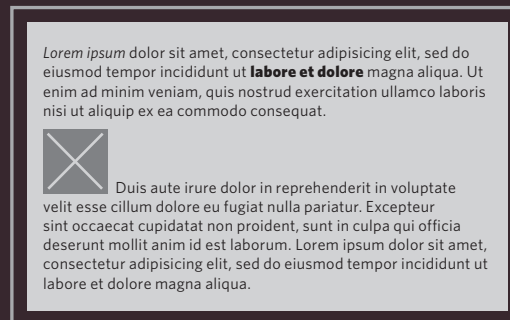 Lorem ipsum dolor sit amet, consectetur adipisicing elit, sed do
eiusmod tempor incididunt ut labore et dolore magna aliqua. Ut
enim ad minim veniam, quis nostrud exercitation ullamco laboris
nisi ut aliquip ex ea commodo consequat.
Duis aute irure dolor in reprehenderit in voluptate
velit esse cillum dolore eu fugiat nulla pariatur. Excepteur
sint occaecat cupidatat non proident, sunt in culpa qui officia
deserunt mollit anim id est laborum. Lorem ipsum dolor sit amet,
consectetur adipisicing elit, sed do eiusmod tempor incididunt ut
labore et dolore magna aliqua.